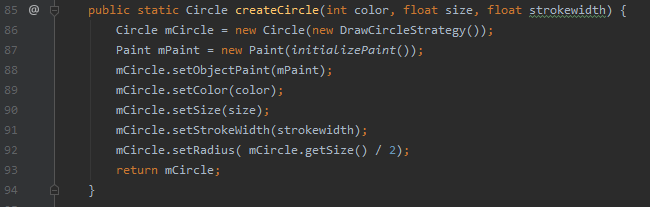 85 @ public static Circle createCircle(int color, float size, float strokewidth) {
86 Circle mCircle = new Circle(new DrawCircleStrategy());
87 Paint mPaint = new Paint(initializePaint());
88 mCircle.setObjectPaint(mPaint);
89 mCircle.setColor(color);
90 mCircle.setSize(size);
91 mCircle.setStrokeWidth(strokewidth);
92 mCircle.setRadius( mCircle.getSize() / 2);
93 return mCircle;
94 }